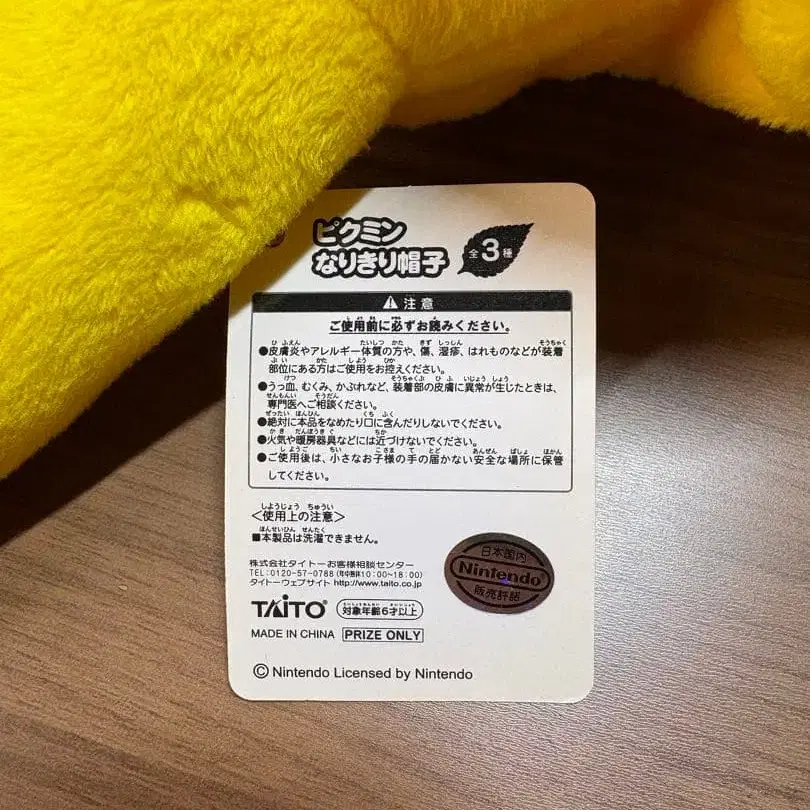 ピクミン
なりきり帽子
全3種
⚠注意
ご使用前に必ずお読みください。
●皮膚炎やアレルギー体質の方や、傷、湿疹、はれものなどが装着
部位にある方はご使用をお控えください。
●うっ血、むくみ、かぶれなど、装着部の皮膚に異常が生じたときは、
専門医へご相談ください。
●絶対に本品をなめたり口に含んだりしないでください。
●火気や暖房器具などには近づけないでください。
●ご使用後は、小さなお子様の手の届かない安全な場所に保管
してください。
<使用上の注意>
■本製品は洗濯できません。
株式会社タイトーお客様相談センター
TEL:0120-57-0788(年中無休10:00~18:00)
タイトーウェブサイト http://www.taito.co.jp
TAITO 対象年齢6才以上
MADE IN CHINA PRIZE ONLY
© Nintendo Licensed by Nintendo
日本国内
Nintendo
販売許諾